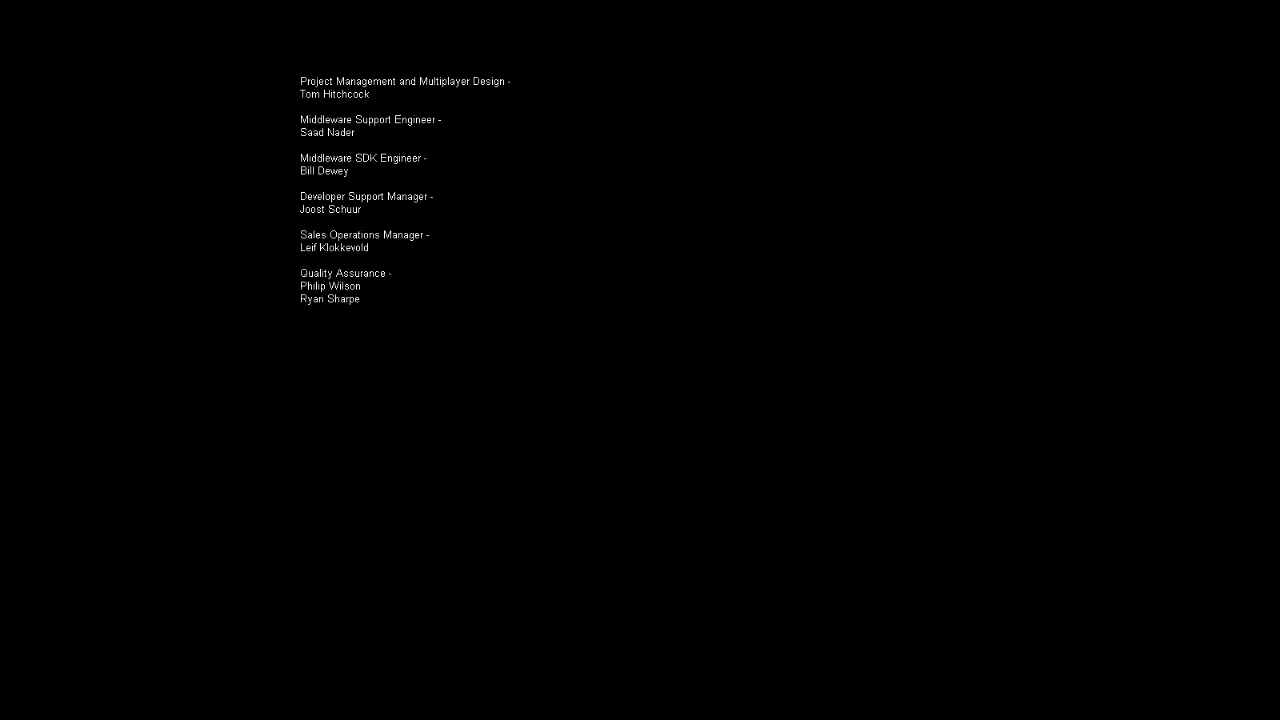 Project Management and Multiplayer Design -
Tom Hitchcock
Middleware Support Engineer -
Saad Nader
Middleware SDK Engineer -
Bill Dewey
Developer Support Manager -
Joost Schuur
Sales Operations Manager -
Leif Klokkevold
Quality Assurance -
Philip Wilson
Ryan Sharpe